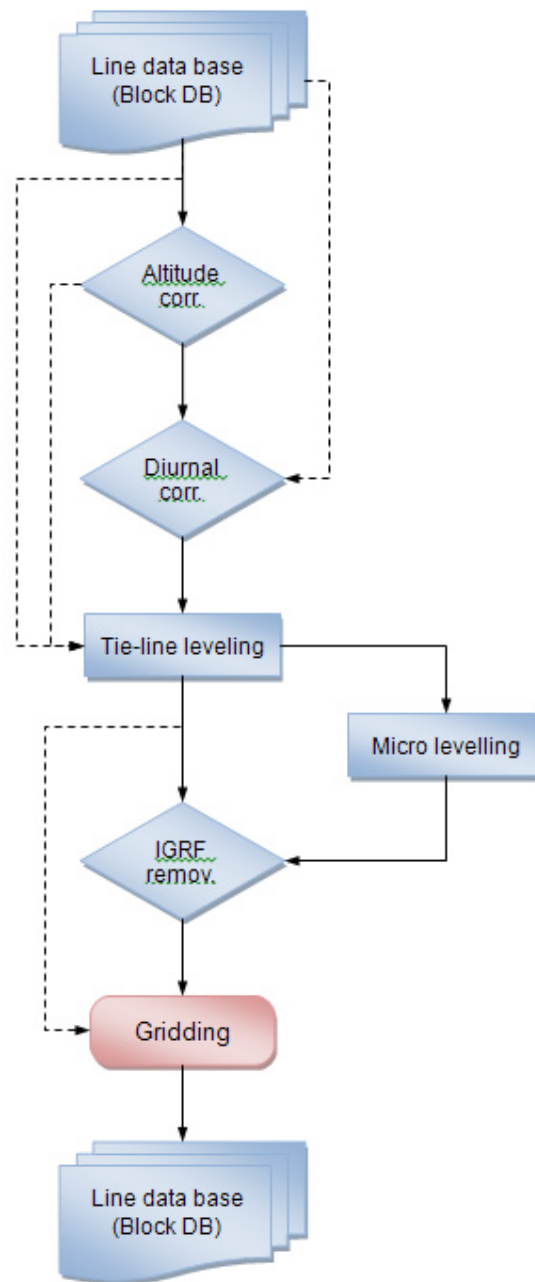 Line data base
(Block DB)
Altitude
corr.
Diurnal
corr.
Tie-line leveling
Micro levelling
IGRF
remov.
Gridding
Line data base
(Block DB)